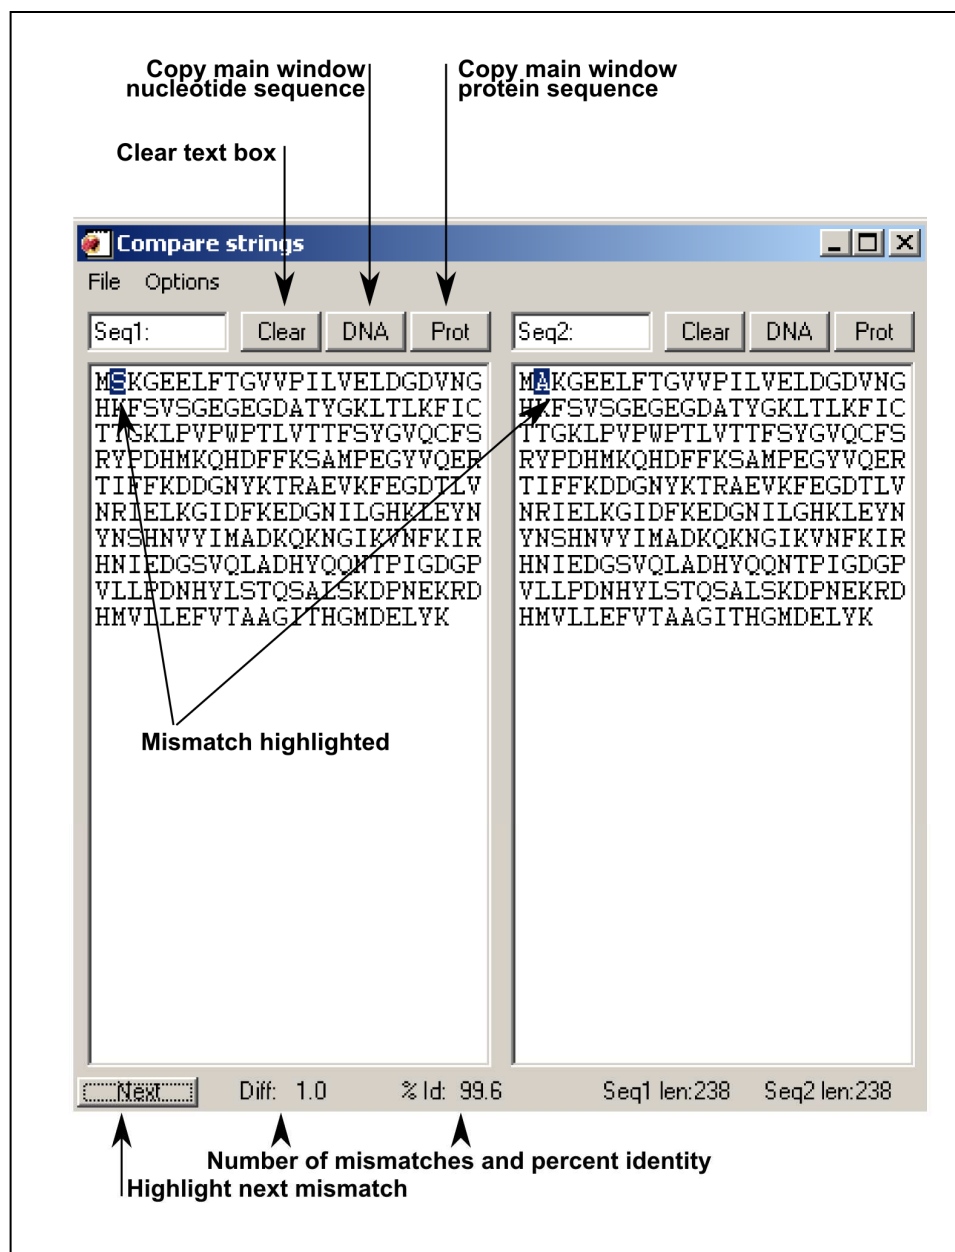 Copy main window
nucleotide sequence
Copy main window
protein sequence
Clear text box
Compare strings
File Options
Seq1: Clear DNA Prot Seq2: Clear DNA Prot
MSKGEELFTGVVPILVELDGDVNG
HKFSVSGEGEGDATYGKLTLKFIC
TTGKLPVPWPTLVTTFSYGVQCFS
RYPDHMKQHDFFKSAMPEGYVQER
TIFFKDDGNYKTRAEVKFEGDTLV
NRIELKGIDFKEDGNILGHKLEYN
YNSHNVYIMADKQKNGIKVNFKIR
HNIEDGSVQLADHYQQNTPIGDGP
VLLPDNHYLSTQSALSKDPNEKRD
HMVLLEFVTAAGITHGMDELYK
MAKGEELFTGVVPILVELDGDVNG
HKFSVSGEGEGDATYGKLTLKFIC
TTGKLPVPWPTLVTTFSYGVQCFS
RYPDHMKQHDFFKSAMPEGYVQER
TIFFKDDGNYKTRAEVKFEGDTLV
NRIELKGIDFKEDGNILGHKLEYN
YNSHNVYIMADKQKNGIKVNFKIR
HNIEDGSVQLADHYQQNTPIGDGP
VLLPDNHYLSTQSALSKDPNEKRD
HMVLLEFVTAAGITHGMDELYK
Mismatch highlighted
Next Diff: 1.0 % Id: 99.6 Seq1 len:238 Seq2 len:238
Number of mismatches and percent identity
Highlight next mismatch